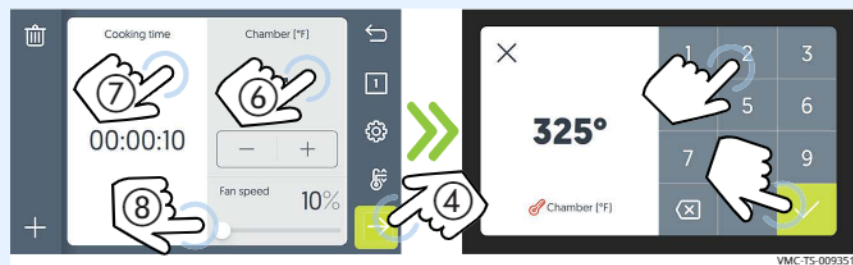 Cooking time
Chamber [°F]
00:00:10
Fan speed
10%
1
7
6
8
4
325°
Chamber [°F]
1 2 3
5 6
7 9
VMC-TS-009351